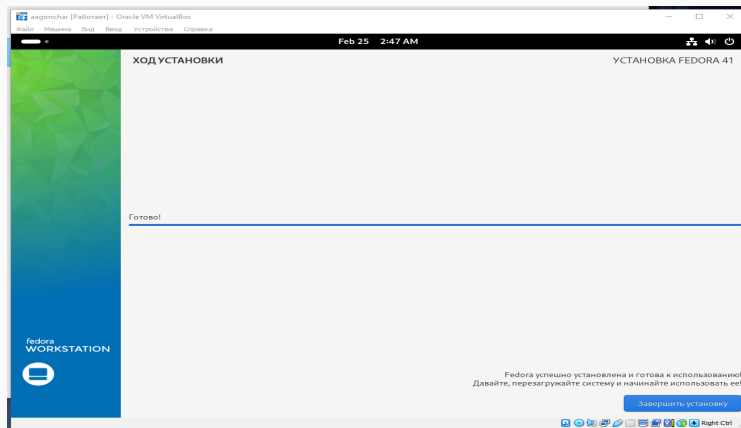 aagonchar [Работает] - Oracle VM VirtualBox
Файл Машина Вид Ввод Устройства Справка
Feb 25 2:47 AM
ХОД УСТАНОВКИ
УСТАНОВКА FEDORA 41
Готово!
fedora
WORKSTATION
Fedora успешно установлена и готова к использованию!
Давайте, перезагружайте систему и начинайте использовать ее!
Завершить установку
Right Ctrl